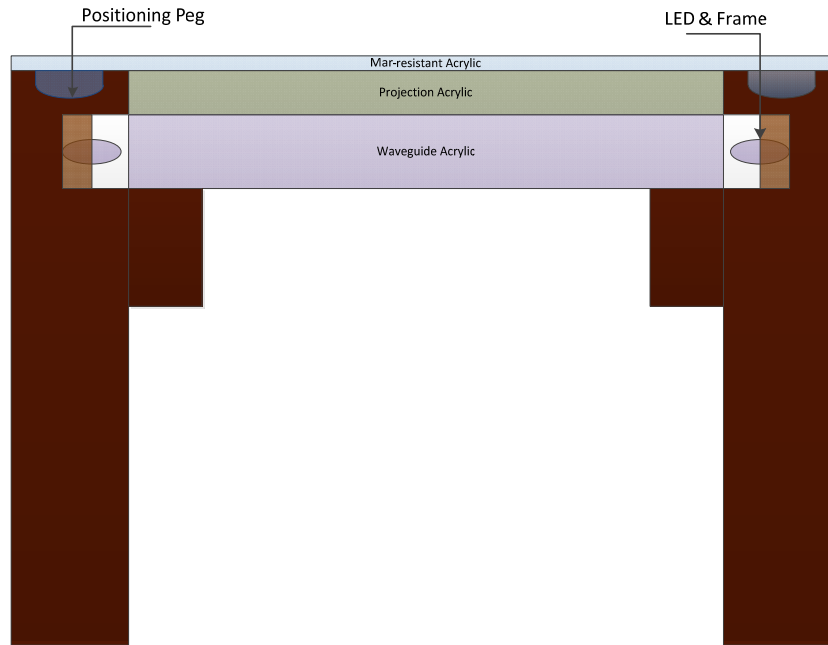 Positioning Peg
LED & Frame
Mar-resistant Acrylic
Projection Acrylic
Waveguide Acrylic